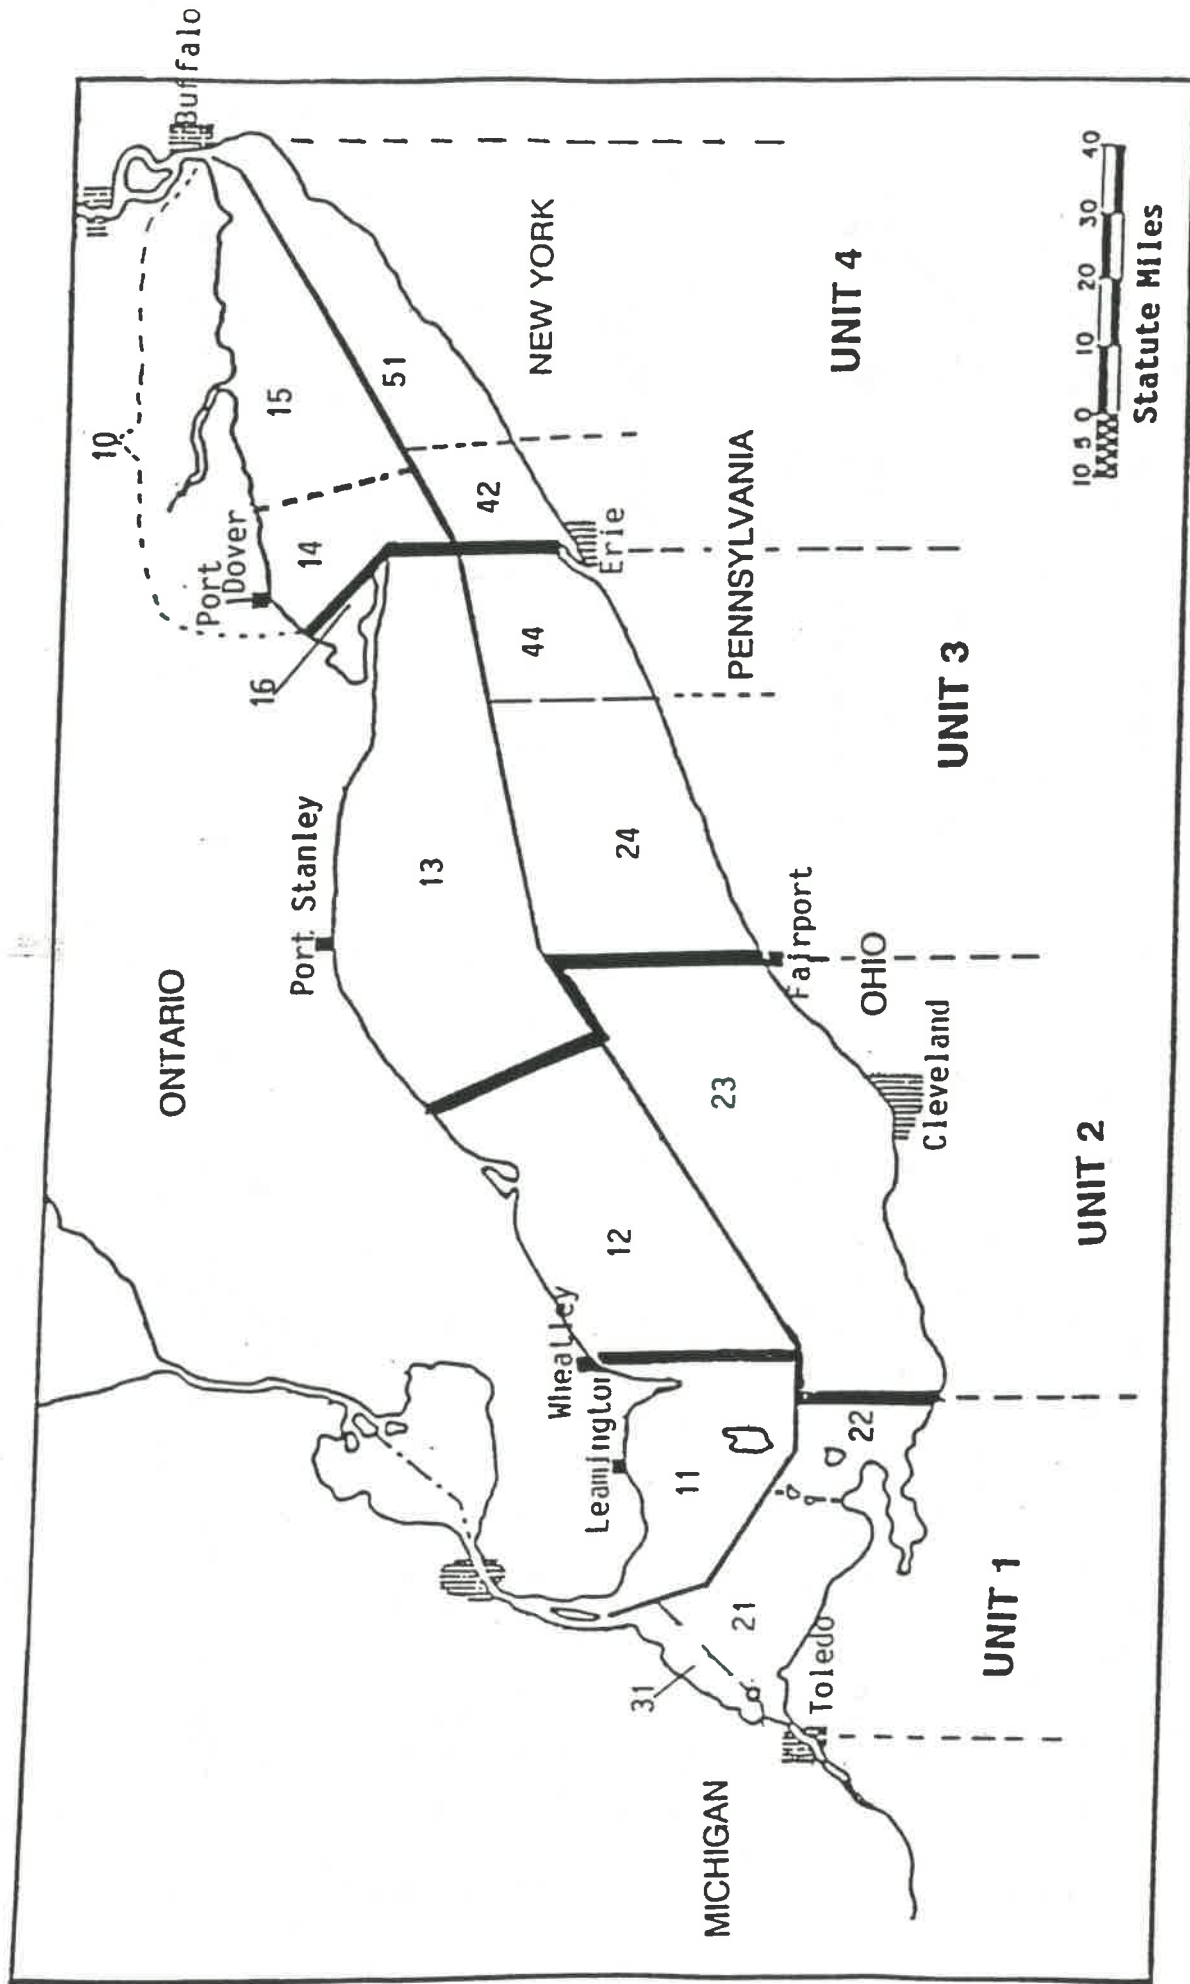 Buffalo
10
15
51
NEW YORK
UNIT 4
Port
Dover
14
42
Erie
16
44
PENNSYLVANIA
UNIT 3
ONTARIO
Port Stanley
13
24
Fairport
OHIO
23
Cleveland
12
UNIT 2
Wheatley
Leamington
11
22
21
31
Toledo
UNIT 1
MICHIGAN
10 5 0 10 20 30 40
Statute Miles